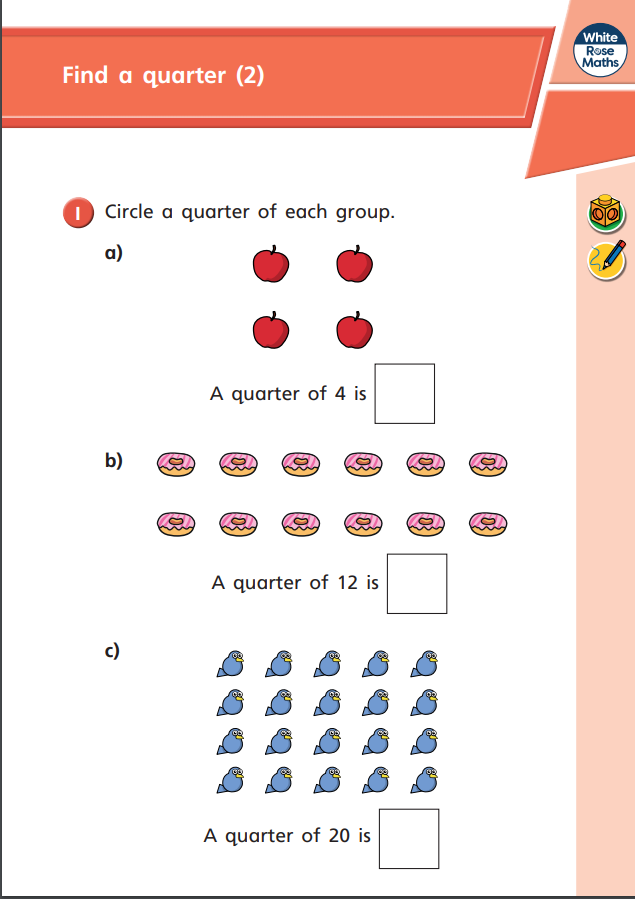 Find a quarter (2)
White
Rose
Maths
1 Circle a quarter of each group.
a)
A quarter of 4 is
b)
A quarter of 12 is
c)
A quarter of 20 is